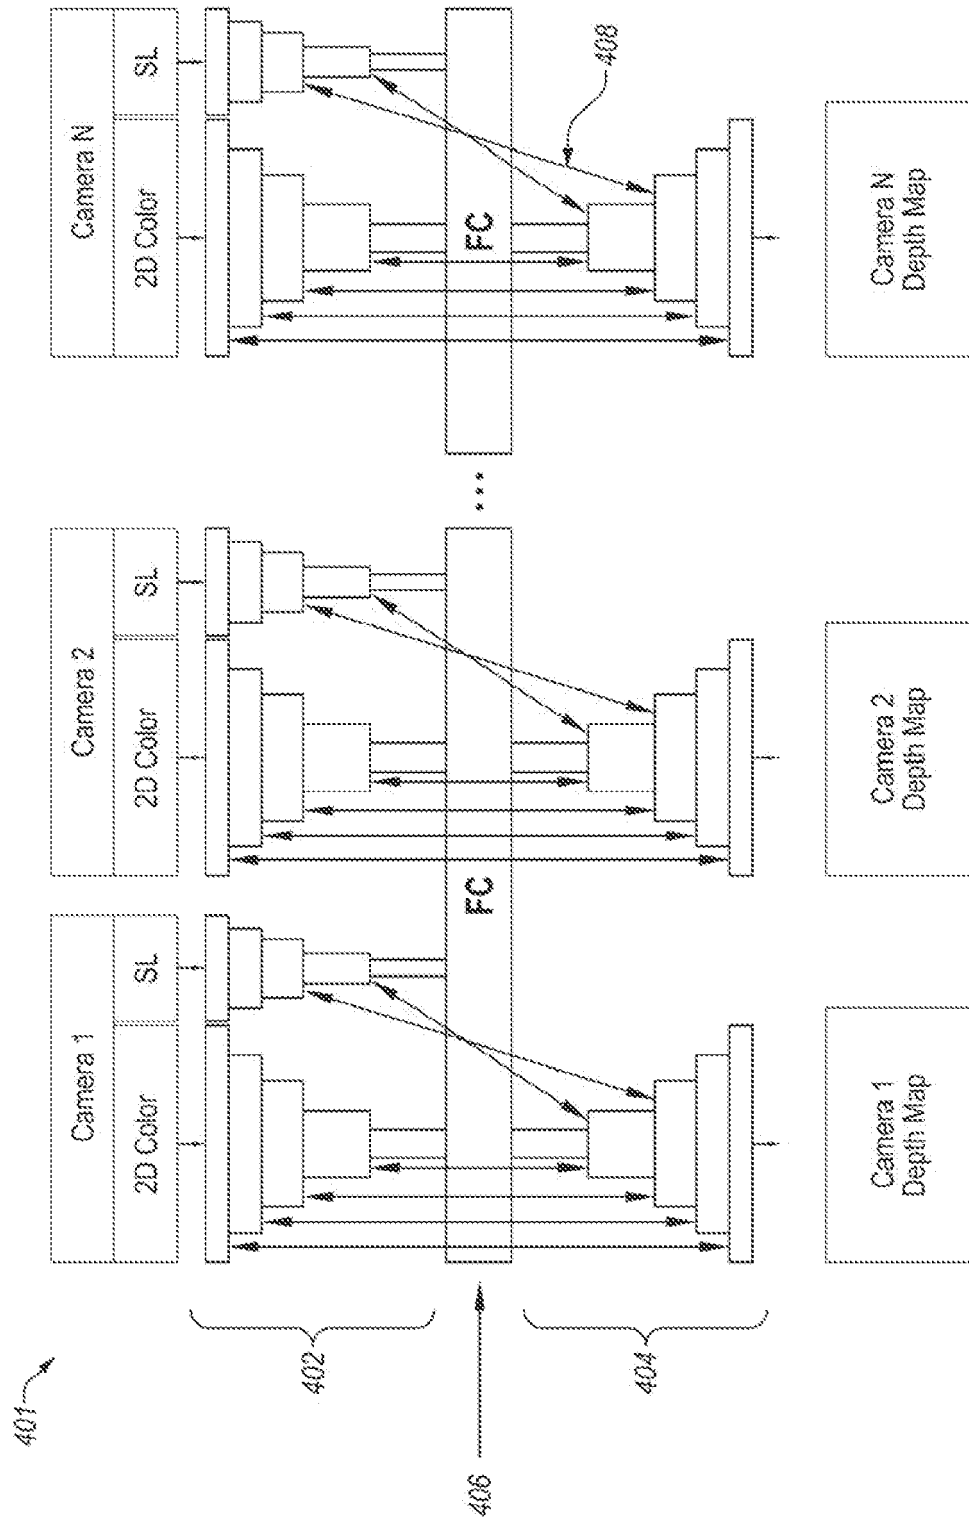 401
Camera 1
2D Color
SL
Camera 2
2D Color
SL
Camera N
2D Color
SL
402
406
FC
...
FC
408
404
Camera 1
Depth Map
Camera 2
Depth Map
Camera N
Depth Map